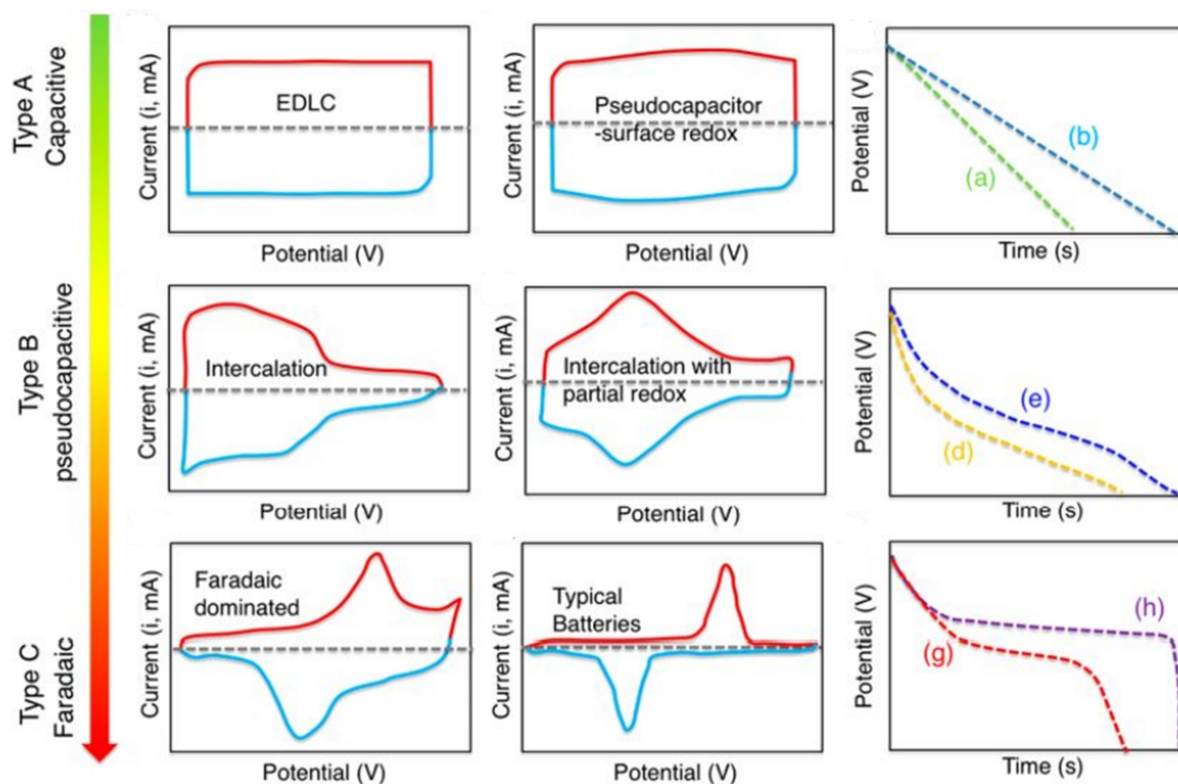 Type A
Capacitive
Current (i, mA)
EDLC
Potential (V)
Current (i, mA)
Pseudocapacitor
-surface redox
Potential (V)
Potential (V)
(a)
(b)
Time (s)
Type B
pseudocapacitive
Current (i, mA)
Intercalation
Potential (V)
Current (i, mA)
Intercalation with
partial redox
Potential (V)
Potential (V)
(d)
(e)
Time (s)
Type C
Faradaic
Current (i, mA)
Faradaic
dominated
Potential (V)
Current (i, mA)
Typical
Batteries
Potential (V)
Potential (V)
(g)
(h)
Time (s)